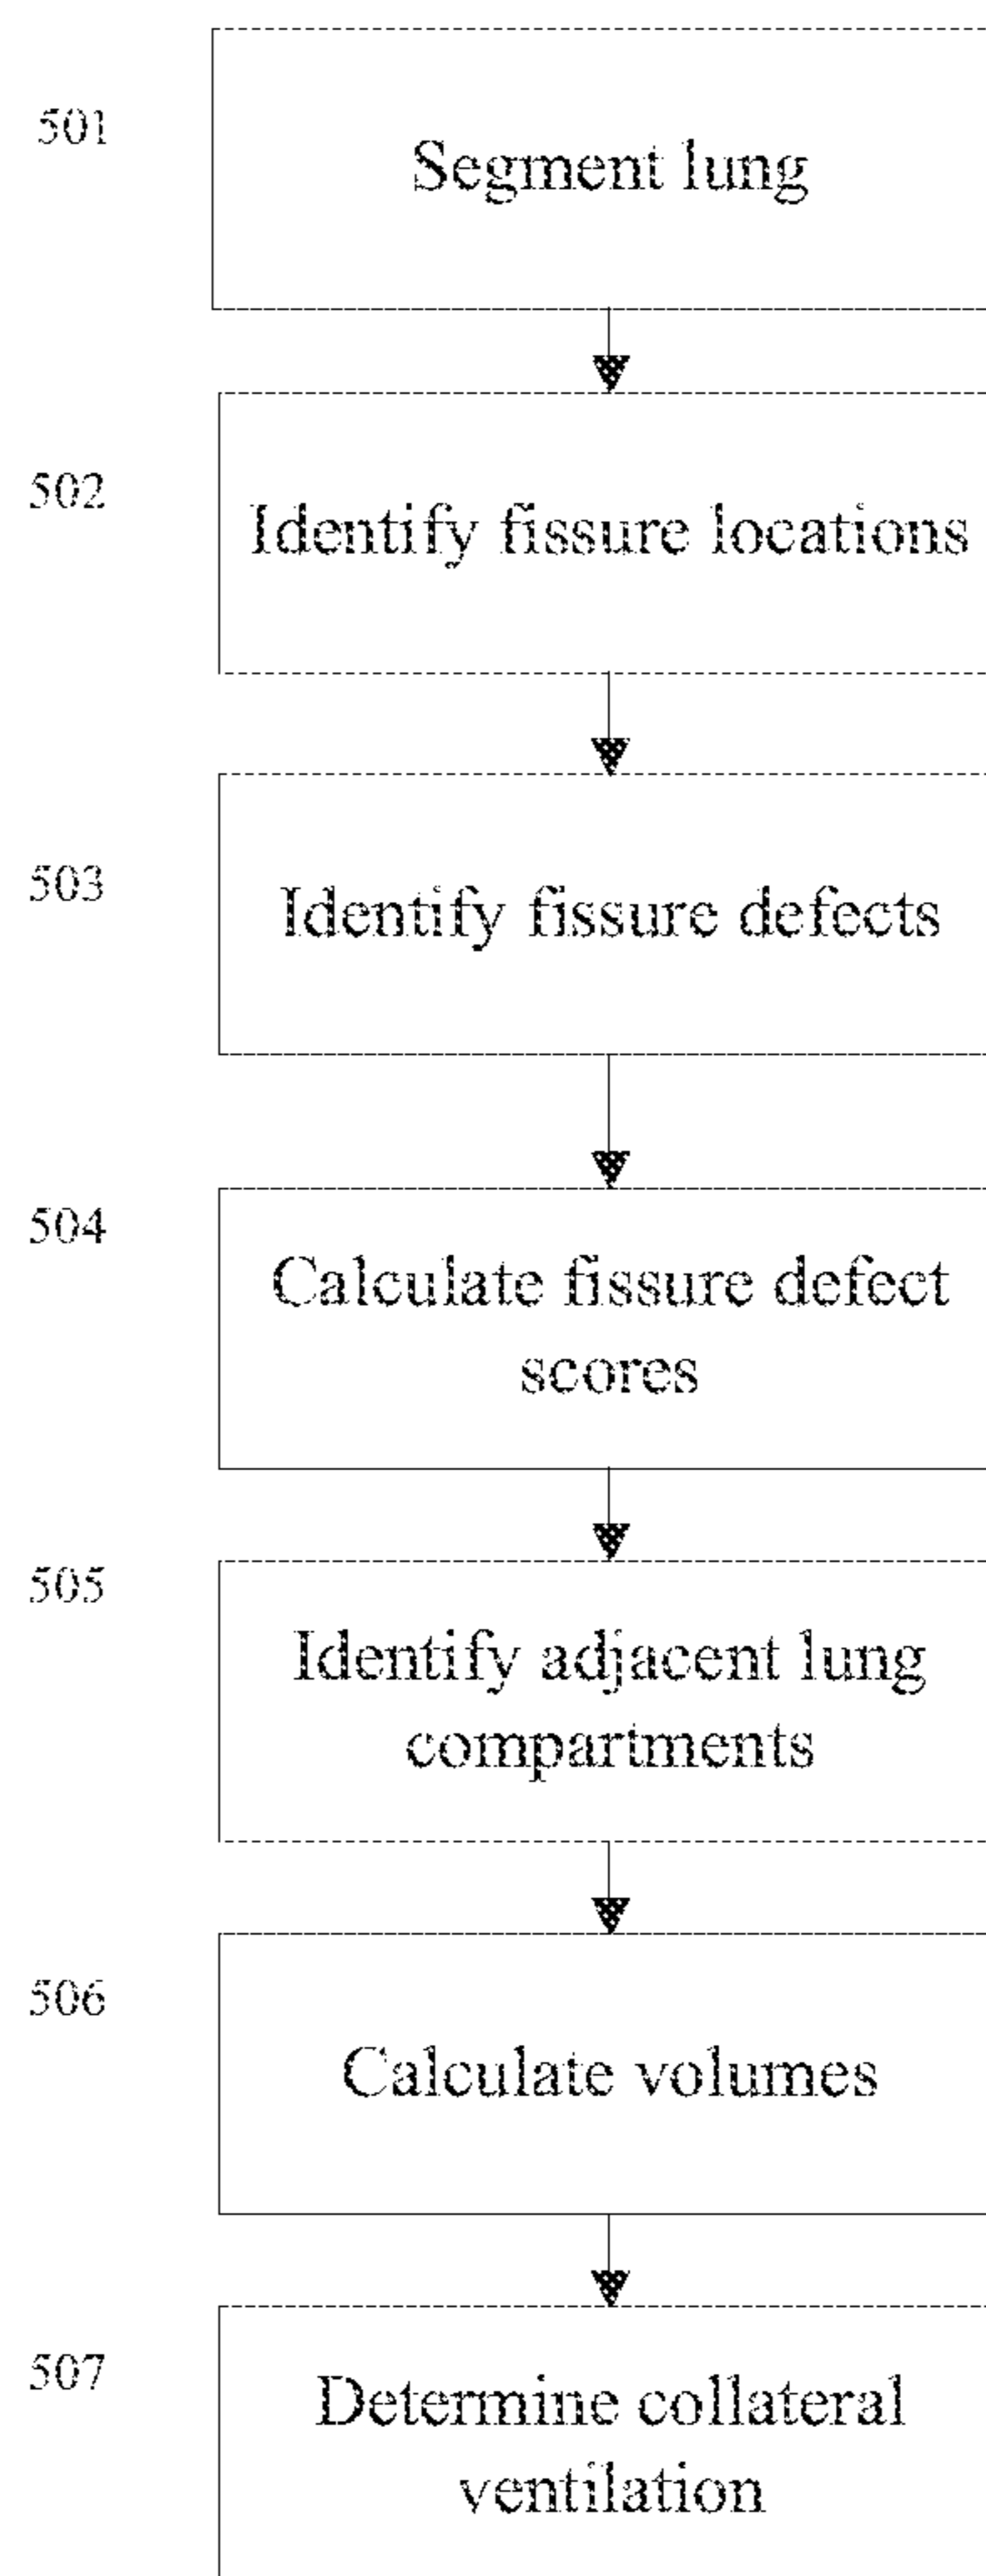 501
Segment lung
502
Identify fissure locations
503
Identify fissure defects
504
Calculate fissure defect
scores
505
Identify adjacent lung
compartments
506
Calculate volumes
507
Determine collateral
ventilation